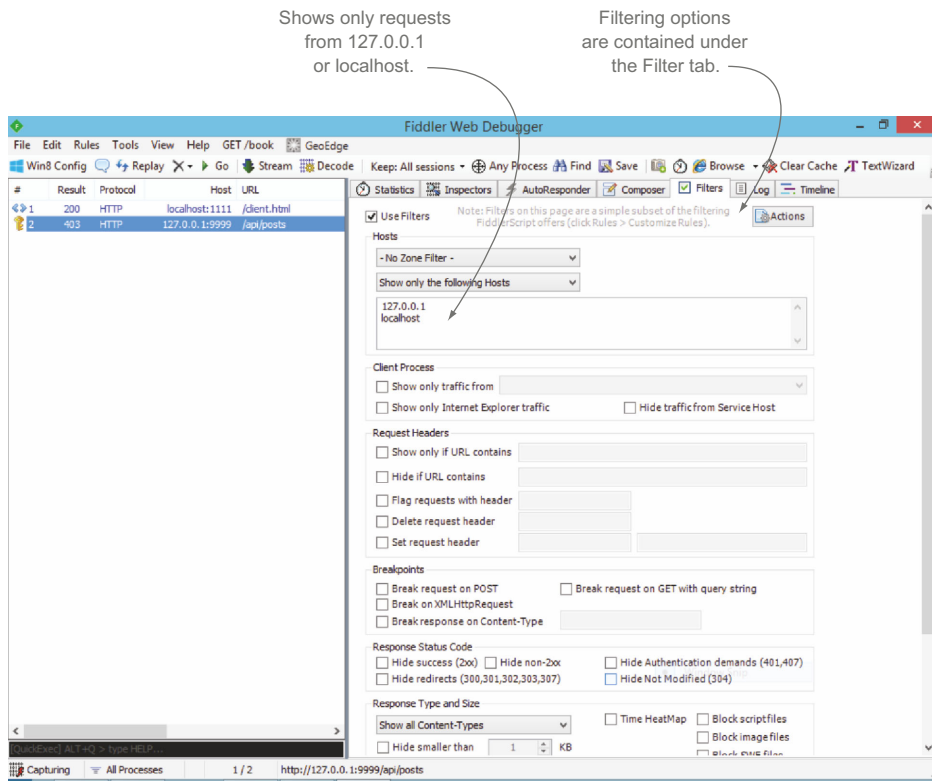 Shows only requests
from 127.0.0.1
or localhost.
Filtering options
are contained under
the Filter tab.
Fiddler Web Debugger
File Edit Rules Tools View Help GET /book GeoEdge
Win8 Config Replay Go Stream Decode Keep: All sessions Any Process Find Save Browse Clear Cache TextWizard
# Result Protocol Host URL
1 200 HTTP localhost:1111 /client.html
2 403 HTTP 127.0.0.1:9999 /api/posts
Statistics Inspectors AutoResponder Composer Filters Log Timeline
Use Filters
Note: Filters on this page are a simple subset of the filtering
FiddlerScript offers (click Rules > Customize Rules).
Actions
Hosts
- No Zone Filter -
Show only the following Hosts
127.0.0.1
localhost
Client Process
Show only traffic from
Show only Internet Explorer traffic Hide traffic from Service Host
Request Headers
Show only if URL contains
Hide if URL contains
Flag requests with header
Delete request header
Set request header
Breakpoints
Break request on POST Break request on GET with query string
Break on XMLHttpRequest
Break response on Content-Type
Response Status Code
Hide success (2xx) Hide non-2xx Hide Authentication demands (401,407)
Hide redirects (300,301,302,303,307) Hide Not Modified (304)
Response Type and Size
Show all Content-Types Time HeatMap Block script files
Block image files
Hide smaller than 1 KB Block SWF files
[QuickExec] ALT+Q > type HELP...
Capturing All Processes 1 / 2 http://127.0.0.1:9999/api/posts